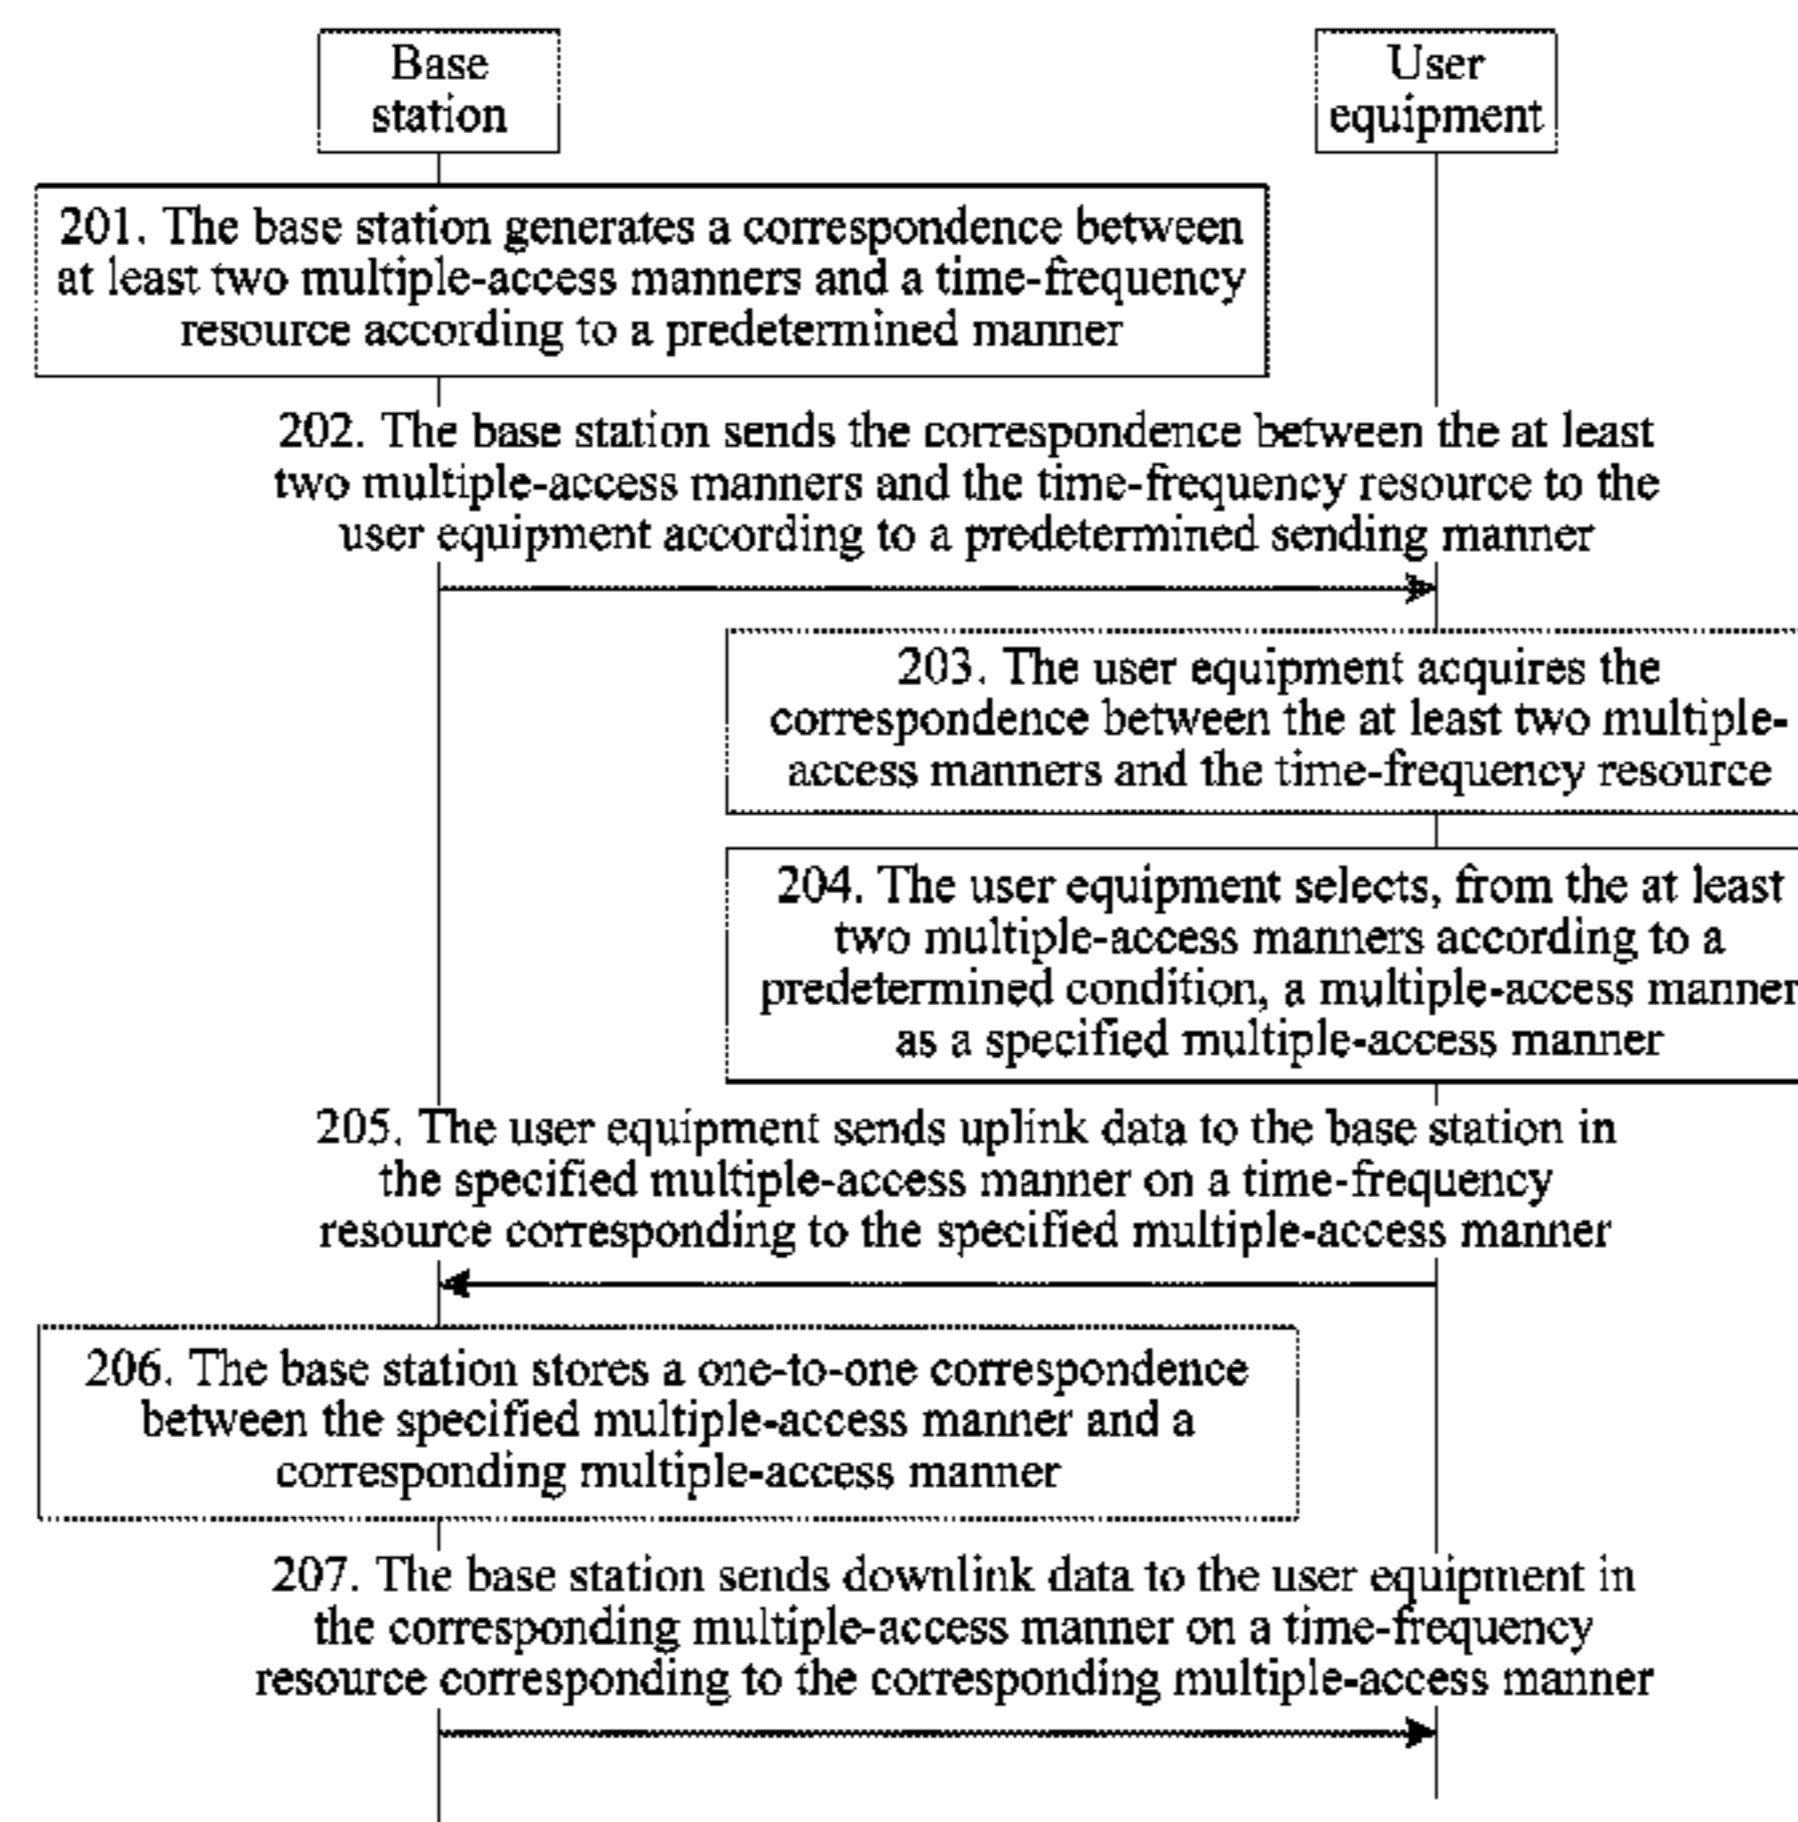 Base
station
User
equipment
201. The base station generates a correspondence between
at least two multiple-access manners and a time-frequency
resource according to a predetermined manner
202. The base station sends the correspondence between the at least
two multiple-access manners and the time-frequency resource to the
user equipment according to a predetermined sending manner
203. The user equipment acquires the
correspondence between the at least two multiple-
access manners and the time-frequency resource
204. The user equipment selects, from the at least
two multiple-access manners according to a
predetermined condition, a multiple-access manner
as a specified multiple-access manner
205. The user equipment sends uplink data to the base station in
the specified multiple-access manner on a time-frequency
resource corresponding to the specified multiple-access manner
206. The base station stores a one-to-one correspondence
between the specified multiple-access manner and a
corresponding multiple-access manner
207. The base station sends downlink data to the user equipment in
the corresponding multiple-access manner on a time-frequency
resource corresponding to the corresponding multiple-access manner